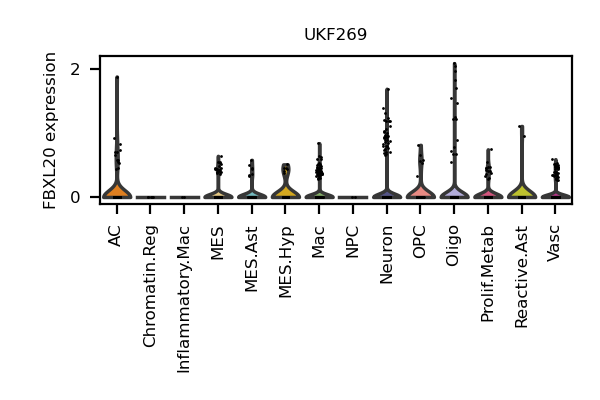 UKF269
FBXL20 expression
2
0
AC
Chromatin.Reg
Inflammatory.Mac
MES
MES.Ast
MES.Hyp
Mac
NPC
Neuron
OPC
Oligo
Prolif.Metab
Reactive.Ast
Vasc